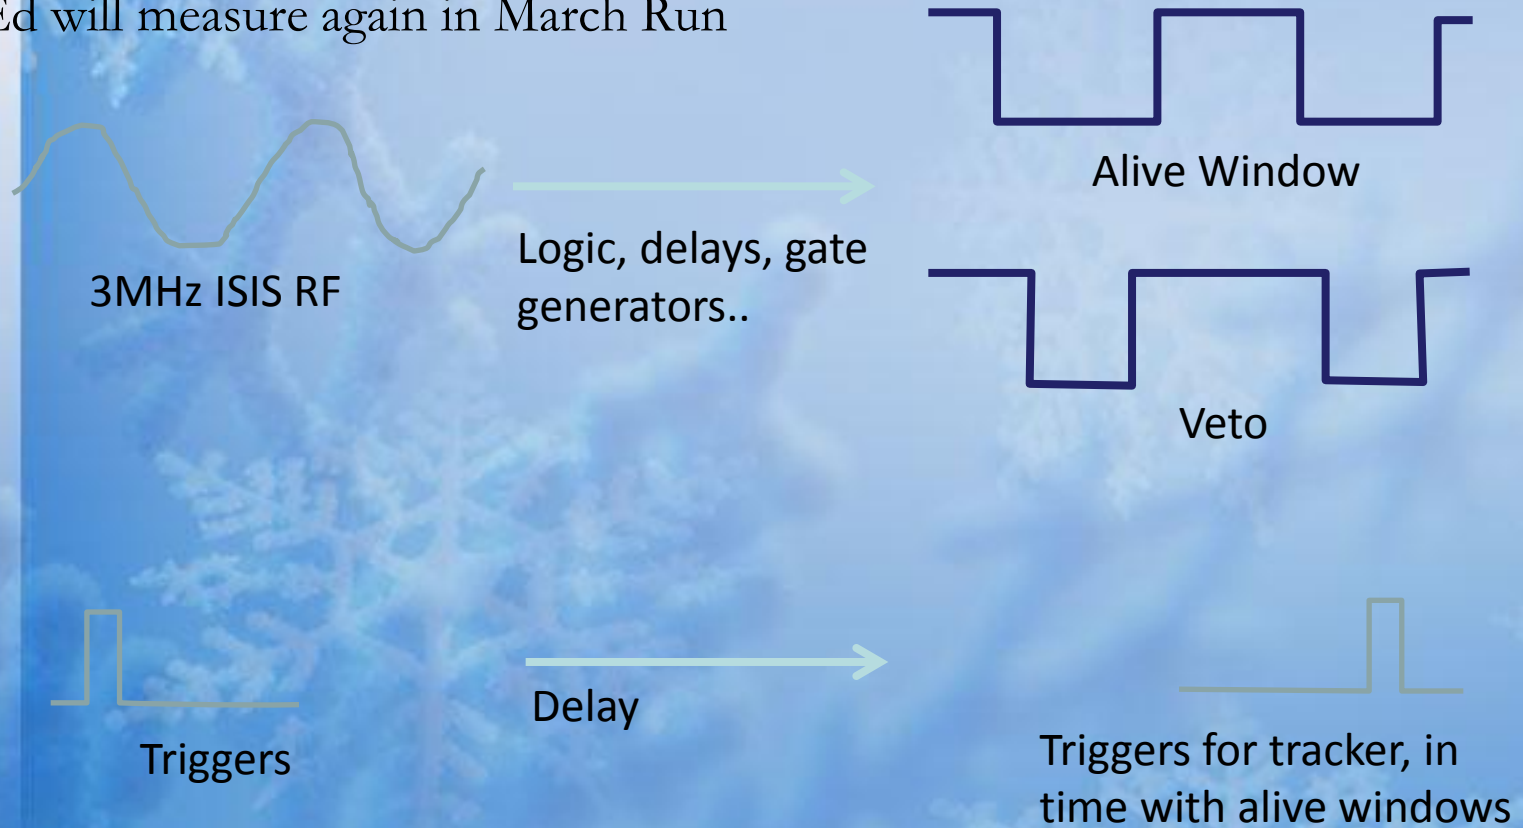 Ed will measure again in March Run
Alive Window
3MHz ISIS RF
Logic, delays, gate
generators..
Veto
Triggers
Delay
Triggers for tracker, in
time with alive windows